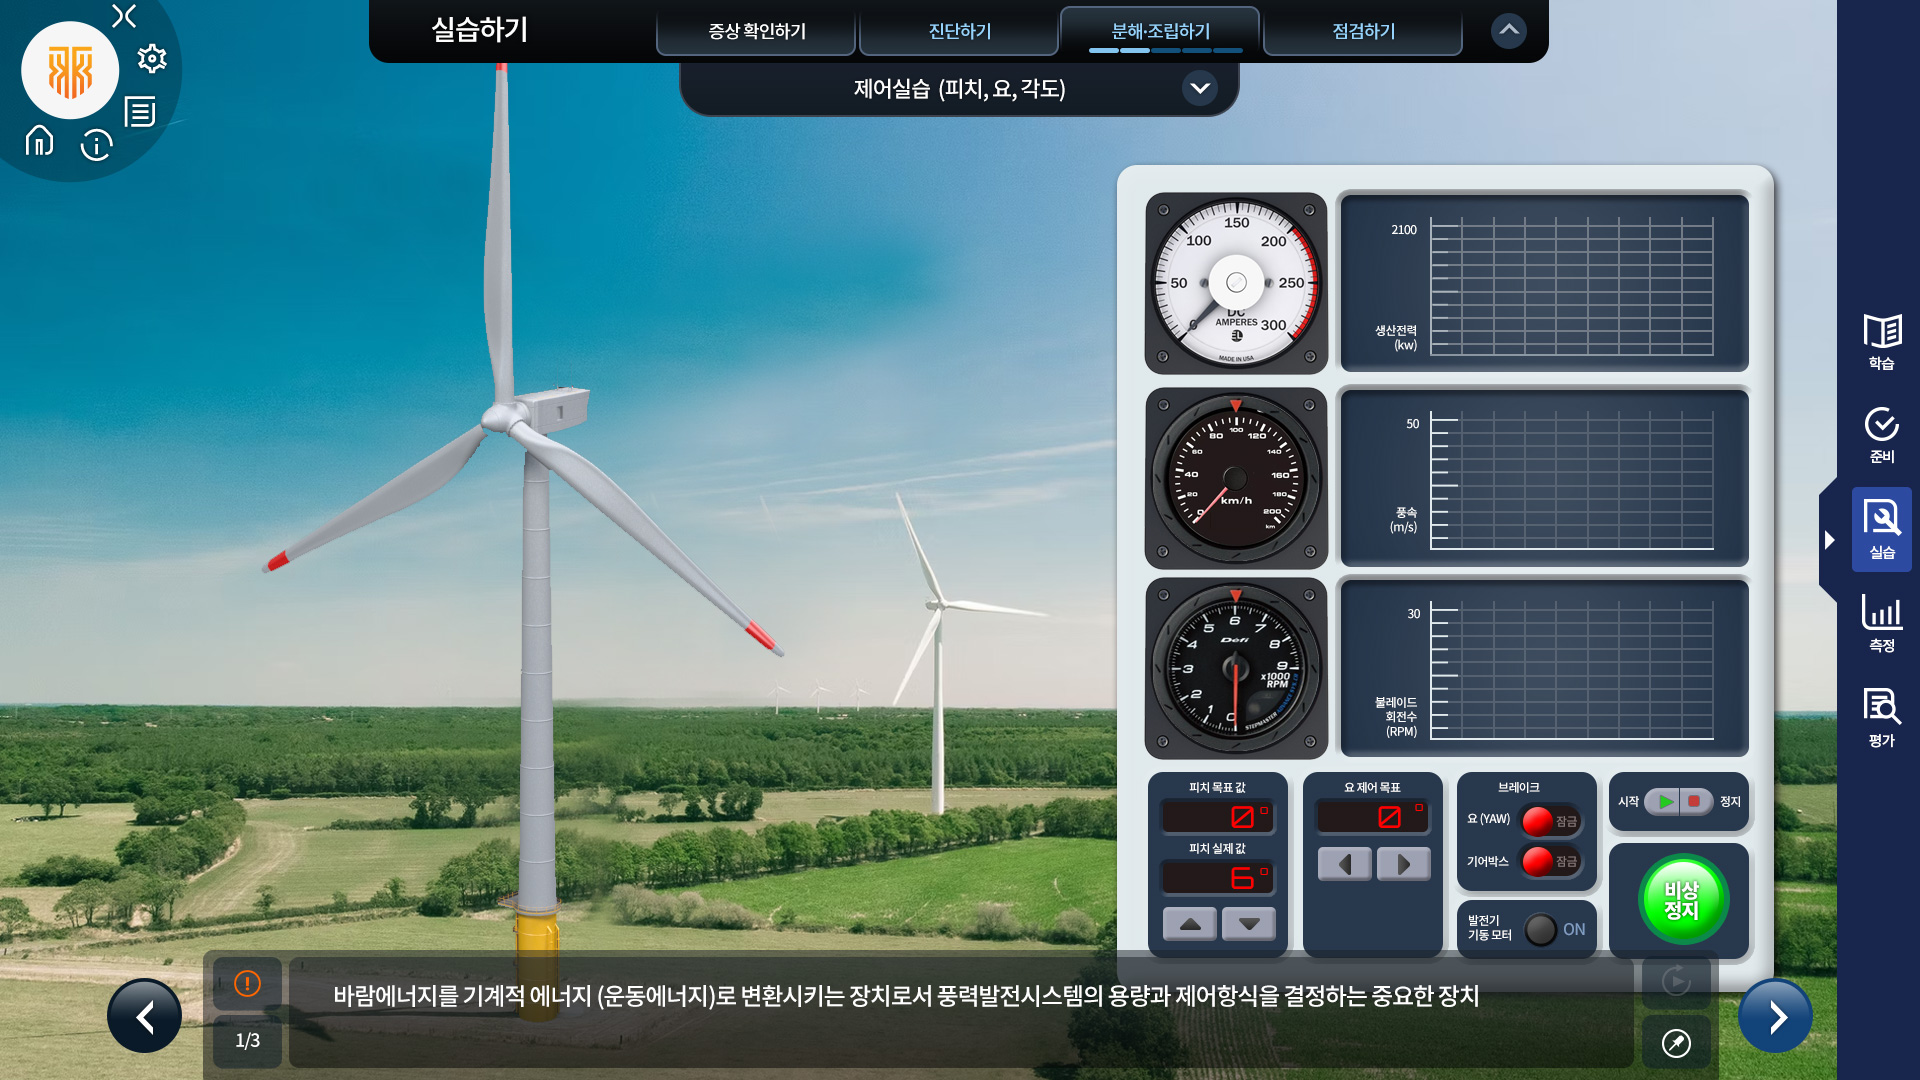 실습하기
증상 확인하기
진단하기
분해·조립하기
점검하기
제어실습 (피치, 요, 각도)
0
50
100
150
200
250
300
DC
AMPERES
MADE IN USA
2100
생산전력
(kw)
0
20
40
60
80
100
120
140
160
180
200
km/h
km
50
풍속
(m/s)
0
1
2
3
4
5
6
7
8
9
Defi
x1000
RPM
STEPMASTER
30
불레이드
회전수
(RPM)
피치 목표 값
0
피치 실제 값
6
요 제어 목표
0
브레이크
요 (YAW)
잠금
기어박스
잠금
발전기
기동 모터
ON
시작
정지
비상
정지
학습
준비
실습
측정
평가
1/3
바람에너지를 기계적 에너지 (운동에너지)로 변환시키는 장치로서 풍력발전시스템의 용량과 제어항식을 결정하는 중요한 장치